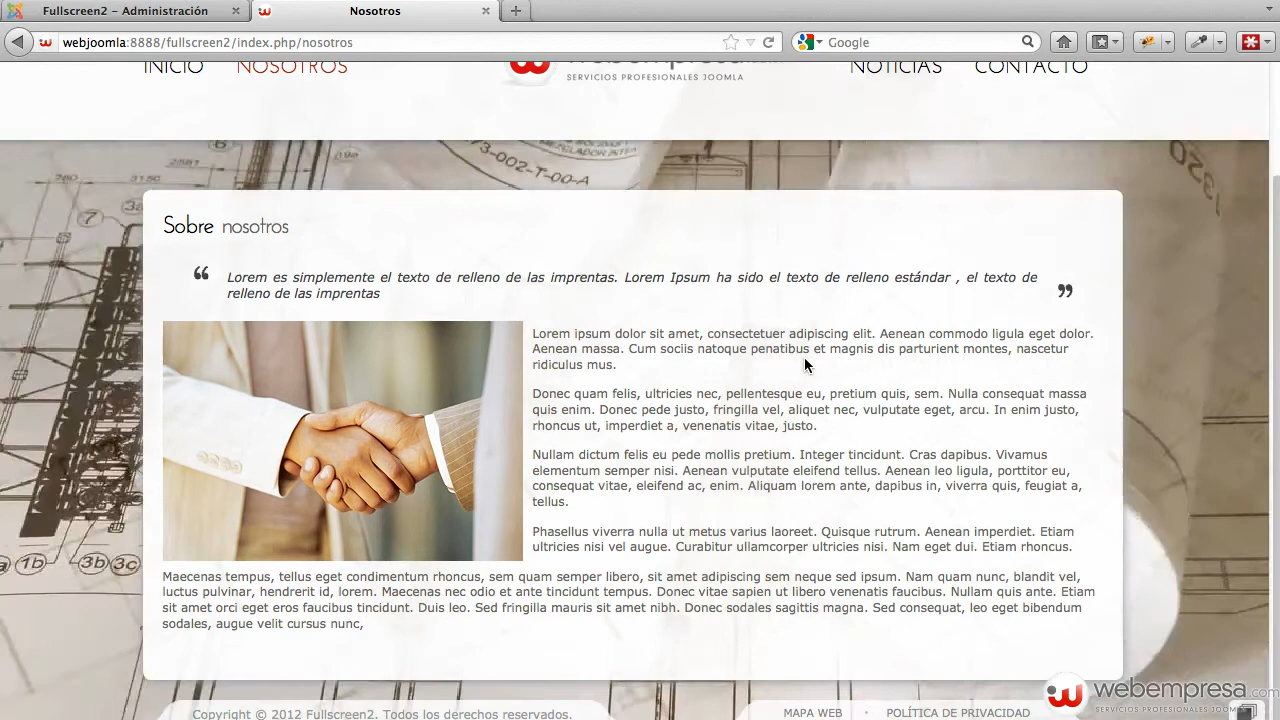 Fullscreen2 – Administración
Nosotros
webjoomla:8888/fullscreen2/index.php/nosotros
Google
INICIO
NOSOTROS
SERVICIOS PROFESIONALES JOOMLA
NOTICIAS
CONTACTO
73-002-T-00-A
Sobre nosotros
“ Lorem es simplemente el texto de relleno de las imprentas. Lorem Ipsum ha sido el texto de relleno estándar , el texto de
relleno de las imprentas ”
Lorem ipsum dolor sit amet, consectetuer adipiscing elit. Aenean commodo ligula eget dolor.
Aenean massa. Cum sociis natoque penatibus et magnis dis parturient montes, nascetur
ridiculus mus.
Donec quam felis, ultricies nec, pellentesque eu, pretium quis, sem. Nulla consequat massa
quis enim. Donec pede justo, fringilla vel, aliquet nec, vulputate eget, arcu. In enim justo,
rhoncus ut, imperdiet a, venenatis vitae, justo.
Nullam dictum felis eu pede mollis pretium. Integer tincidunt. Cras dapibus. Vivamus
elementum semper nisi. Aenean vulputate eleifend tellus. Aenean leo ligula, porttitor eu,
consequat vitae, eleifend ac, enim. Aliquam lorem ante, dapibus in, viverra quis, feugiat a,
tellus.
Phasellus viverra nulla ut metus varius laoreet. Quisque rutrum. Aenean imperdiet. Etiam
ultricies nisi vel augue. Curabitur ullamcorper ultricies nisi. Nam eget dui. Etiam rhoncus.
Maecenas tempus, tellus eget condimentum rhoncus, sem quam semper libero, sit amet adipiscing sem neque sed ipsum. Nam quam nunc, blandit vel,
luctus pulvinar, hendrerit id, lorem. Maecenas nec odio et ante tincidunt tempus. Donec vitae sapien ut libero venenatis faucibus. Nullam quis ante. Etiam
sit amet orci eget eros faucibus tincidunt. Duis leo. Sed fringilla mauris sit amet nibh. Donec sodales sagittis magna. Sed consequat, leo eget bibendum
sodales, augue velit cursus nunc,
1b
3b 3c
Copyright © 2012 Fullscreen2. Todos los derechos reservados.
MAPA WEB
POLÍTICA DE PRIVACIDAD
webempresa.com
SERVICIOS PROFESIONALES JOOMLA